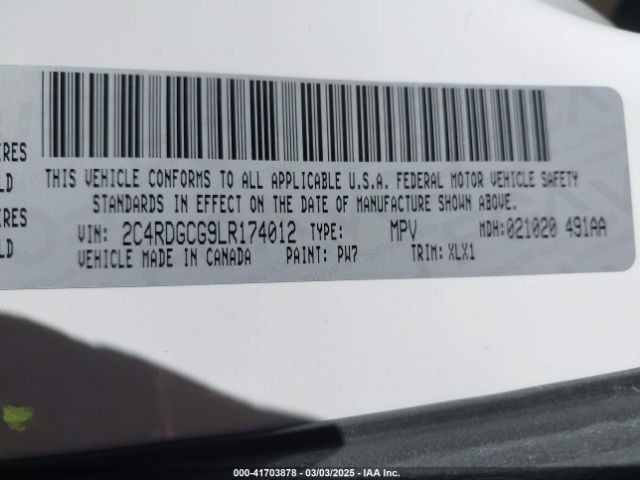 IRES
LD
IRES
LD
THIS VEHICLE CONFORMS TO ALL APPLICABLE U.S.A. FEDERAL MOTOR VEHICLE SAFETY
STANDARDS IN EFFECT ON THE DATE OF MANUFACTURE SHOWN ABOVE.
VIN: 2C4RDGCG9LR174012 TYPE: MPV MDH:021020 491AA
VEHICLE MADE IN CANADA PAINT: PW7 TRIM: XLX1
000-41703878 - 03/03/2025 - IAA Inc.